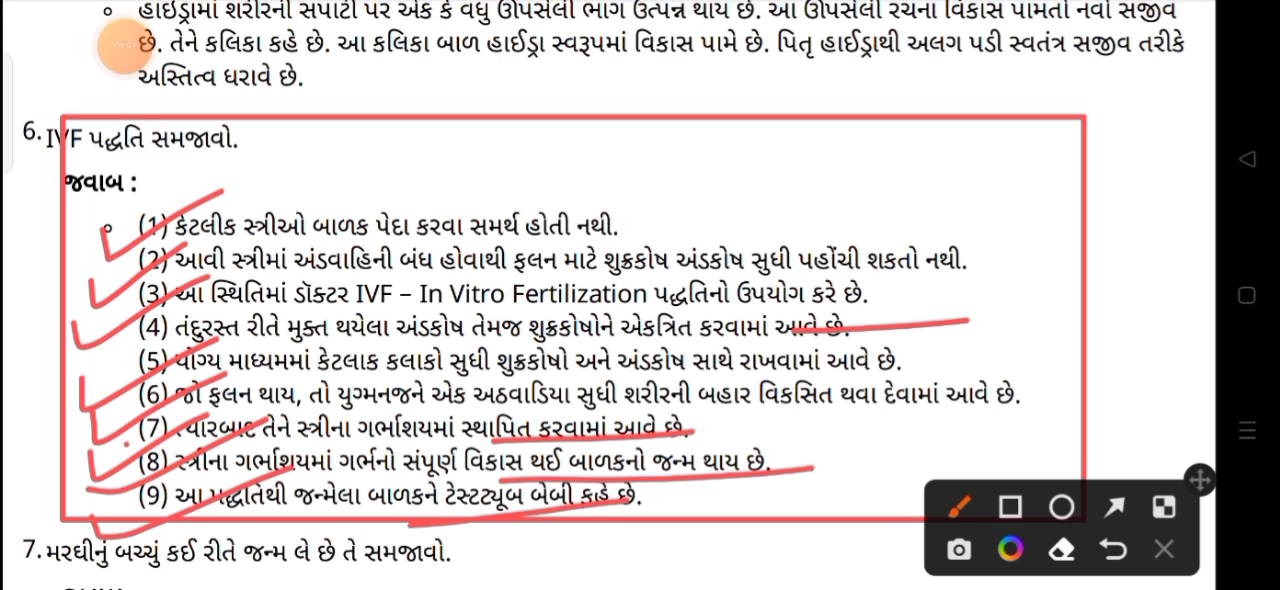 હાઈડ્રામાં શરીરની સપાટી પર એક કે વધુ ઊપસેલી ભાગ ઉત્પન્ન થાય છે. આ ઊપસેલી રચના વિકાસ પામતો નવો સજીવ
છે. તેને કલિકા કહે છે. આ કલિકા બાળ હાઈડ્રા સ્વરૂપમાં વિકાસ પામે છે. પિતૃ હાઈડ્રાથી અલગ પડી સ્વતંત્ર સજીવ તરીકે
અસ્તિત્વ ધરાવે છે.
6. IVF પદ્ધતિ સમજાવો.
જવાબ :
(1) કેટલીક સ્ત્રીઓ બાળક પેદા કરવા સમર્થ હોતી નથી.
(2) આવી સ્ત્રીમાં અંડવાહિની બંધ હોવાથી ફલન માટે શુક્રકોષ અંડકોષ સુધી પહોંચી શકતો નથી.
(3) આ સ્થિતિમાં ડૉક્ટર IVF – In Vitro Fertilization પદ્ધતિનો ઉપયોગ કરે છે.
(4) તંદુરસ્ત રીતે મુક્ત થયેલા અંડકોષ તેમજ શુક્રકોષોને એકત્રિત કરવામાં આવે છે.
(5) યોગ્ય માધ્યમમાં કેટલાક કલાકો સુધી શુક્રકોષો અને અંડકોષ સાથે રાખવામાં આવે છે.
(6) જો ફલન થાય, તો યુગ્મનજને એક અઠવાડિયા સુધી શરીરની બહાર વિકસિત થવા દેવામાં આવે છે.
(7) ત્યારબાદ તેને સ્ત્રીના ગર્ભાશયમાં સ્થાપિત કરવામાં આવે છે.
(8) સ્ત્રીના ગર્ભાશયમાં ગર્ભનો સંપૂર્ણ વિકાસ થઈ બાળકનો જન્મ થાય છે.
(9) આ પદ્ધતિથી જન્મેલા બાળકને ટેસ્ટટ્યૂબ બેબી કહે છે.
7. મરઘીનું બચ્ચું કઈ રીતે જન્મ લે છે તે સમજાવો.